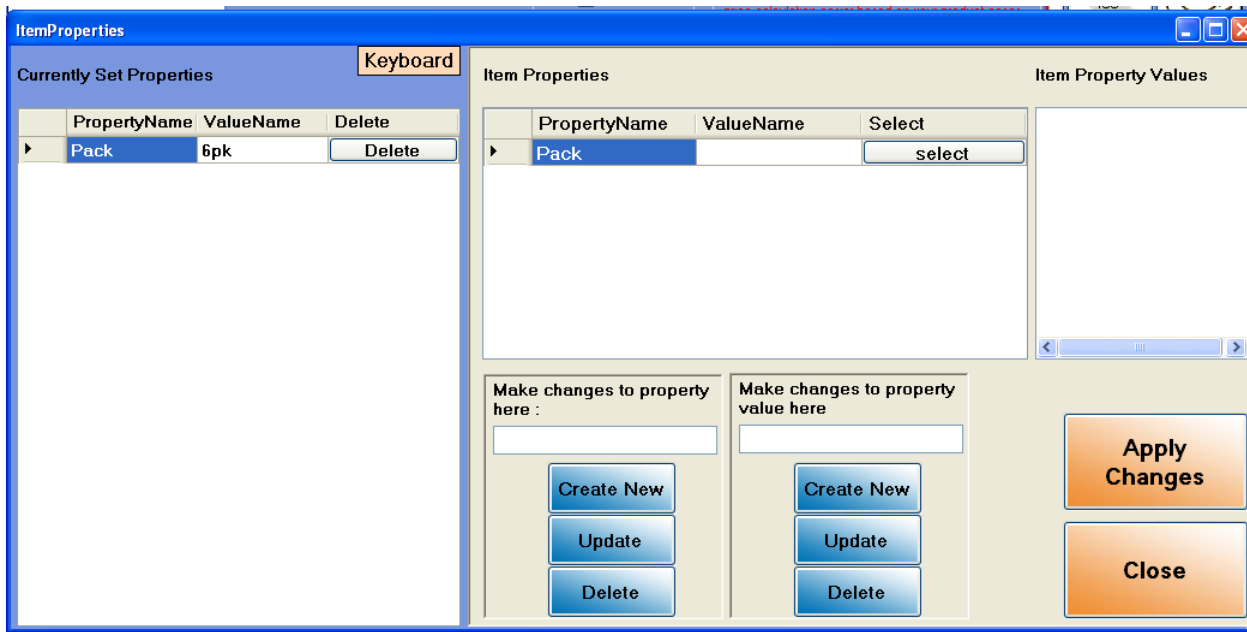 ItemProperties
Keyboard
Currently Set Properties
PropertyName ValueName Delete
Pack 6pk Delete
Item Properties
PropertyName ValueName Select
Pack select
Item Property Values
Make changes to property
here :
Create New
Update
Delete
Make changes to property
value here
Create New
Update
Delete
Apply
Changes
Close